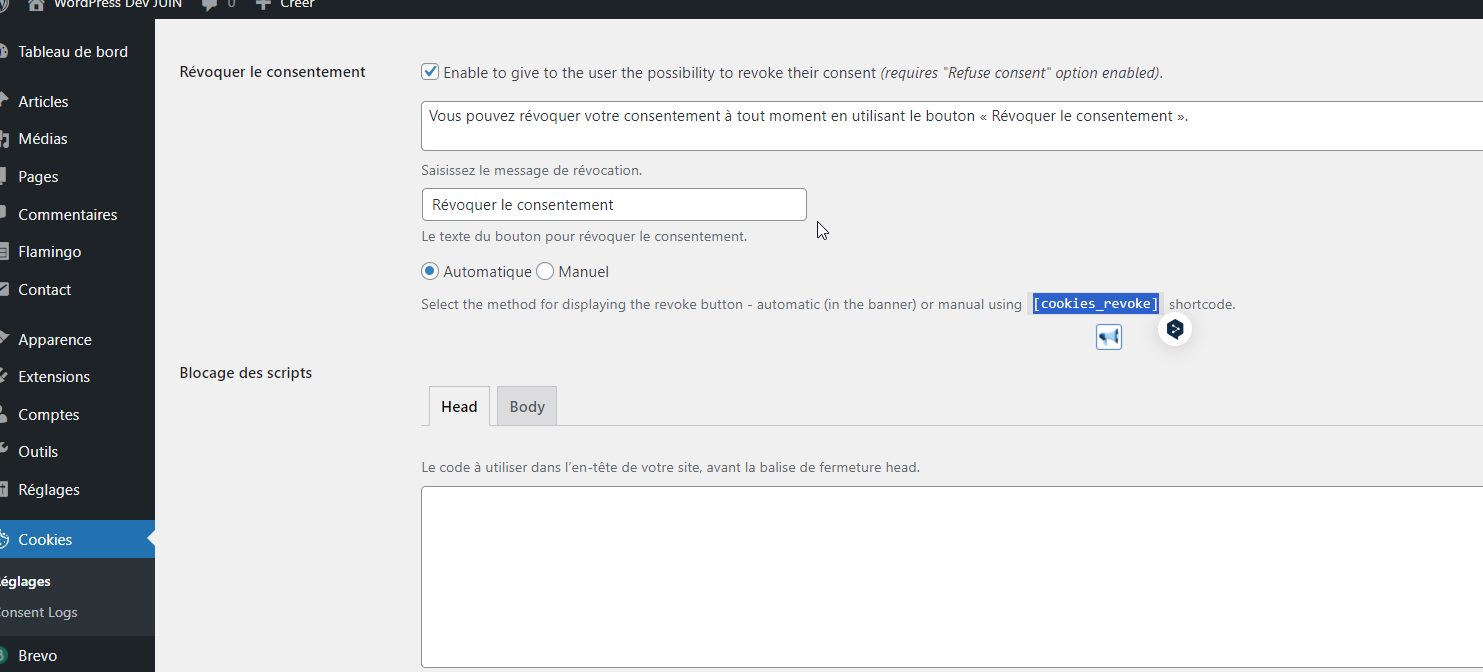 WordPress Dev JUIN 0 Créer
Tableau de bord
Articles
Médias
Pages
Commentaires
Flamingo
Contact
Apparence
Extensions
Comptes
Outils
Réglages
Cookies
églages
onsent Logs
Brevo
Révoquer le consentement
Enable to give to the user the possibility to revoke their consent (requires "Refuse consent" option enabled).
Vous pouvez révoquer votre consentement à tout moment en utilisant le bouton « Révoquer le consentement ».
Saisissez le message de révocation.
Révoquer le consentement
Le texte du bouton pour révoquer le consentement.
Automatique Manuel
Select the method for displaying the revoke button - automatic (in the banner) or manual using [cookies_revoke] shortcode.
Blocage des scripts
Head Body
Le code à utiliser dans l'en-tête de votre site, avant la balise de fermeture head.